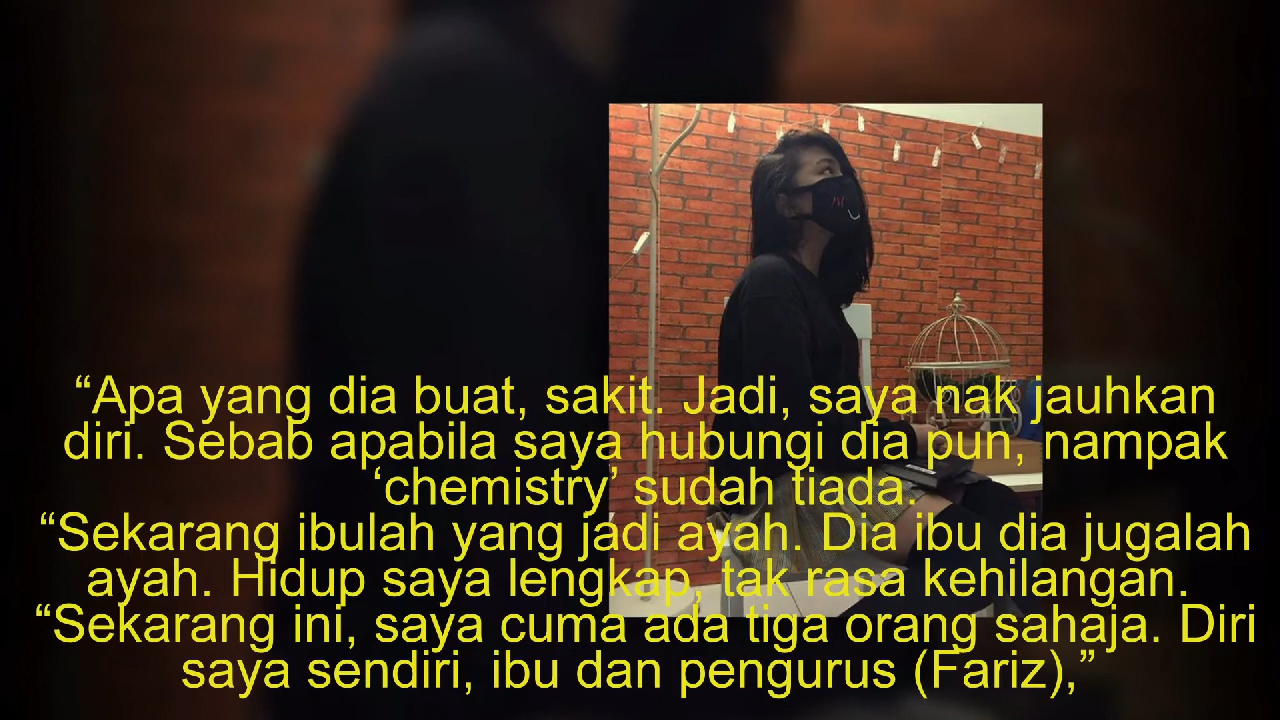 “Apa yang dia buat, sakit. Jadi, saya nak jauhkan
diri. Sebab apabila saya hubungi dia pun, nampak
‘chemistry’ sudah tiada.
“Sekarang ibulah yang jadi ayah. Dia ibu dia jugalah
ayah. Hidup saya lengkap, tak rasa kehilangan.
“Sekarang ini, saya cuma ada tiga orang sahaja. Diri
saya sendiri, ibu dan pengurus (Fariz),”